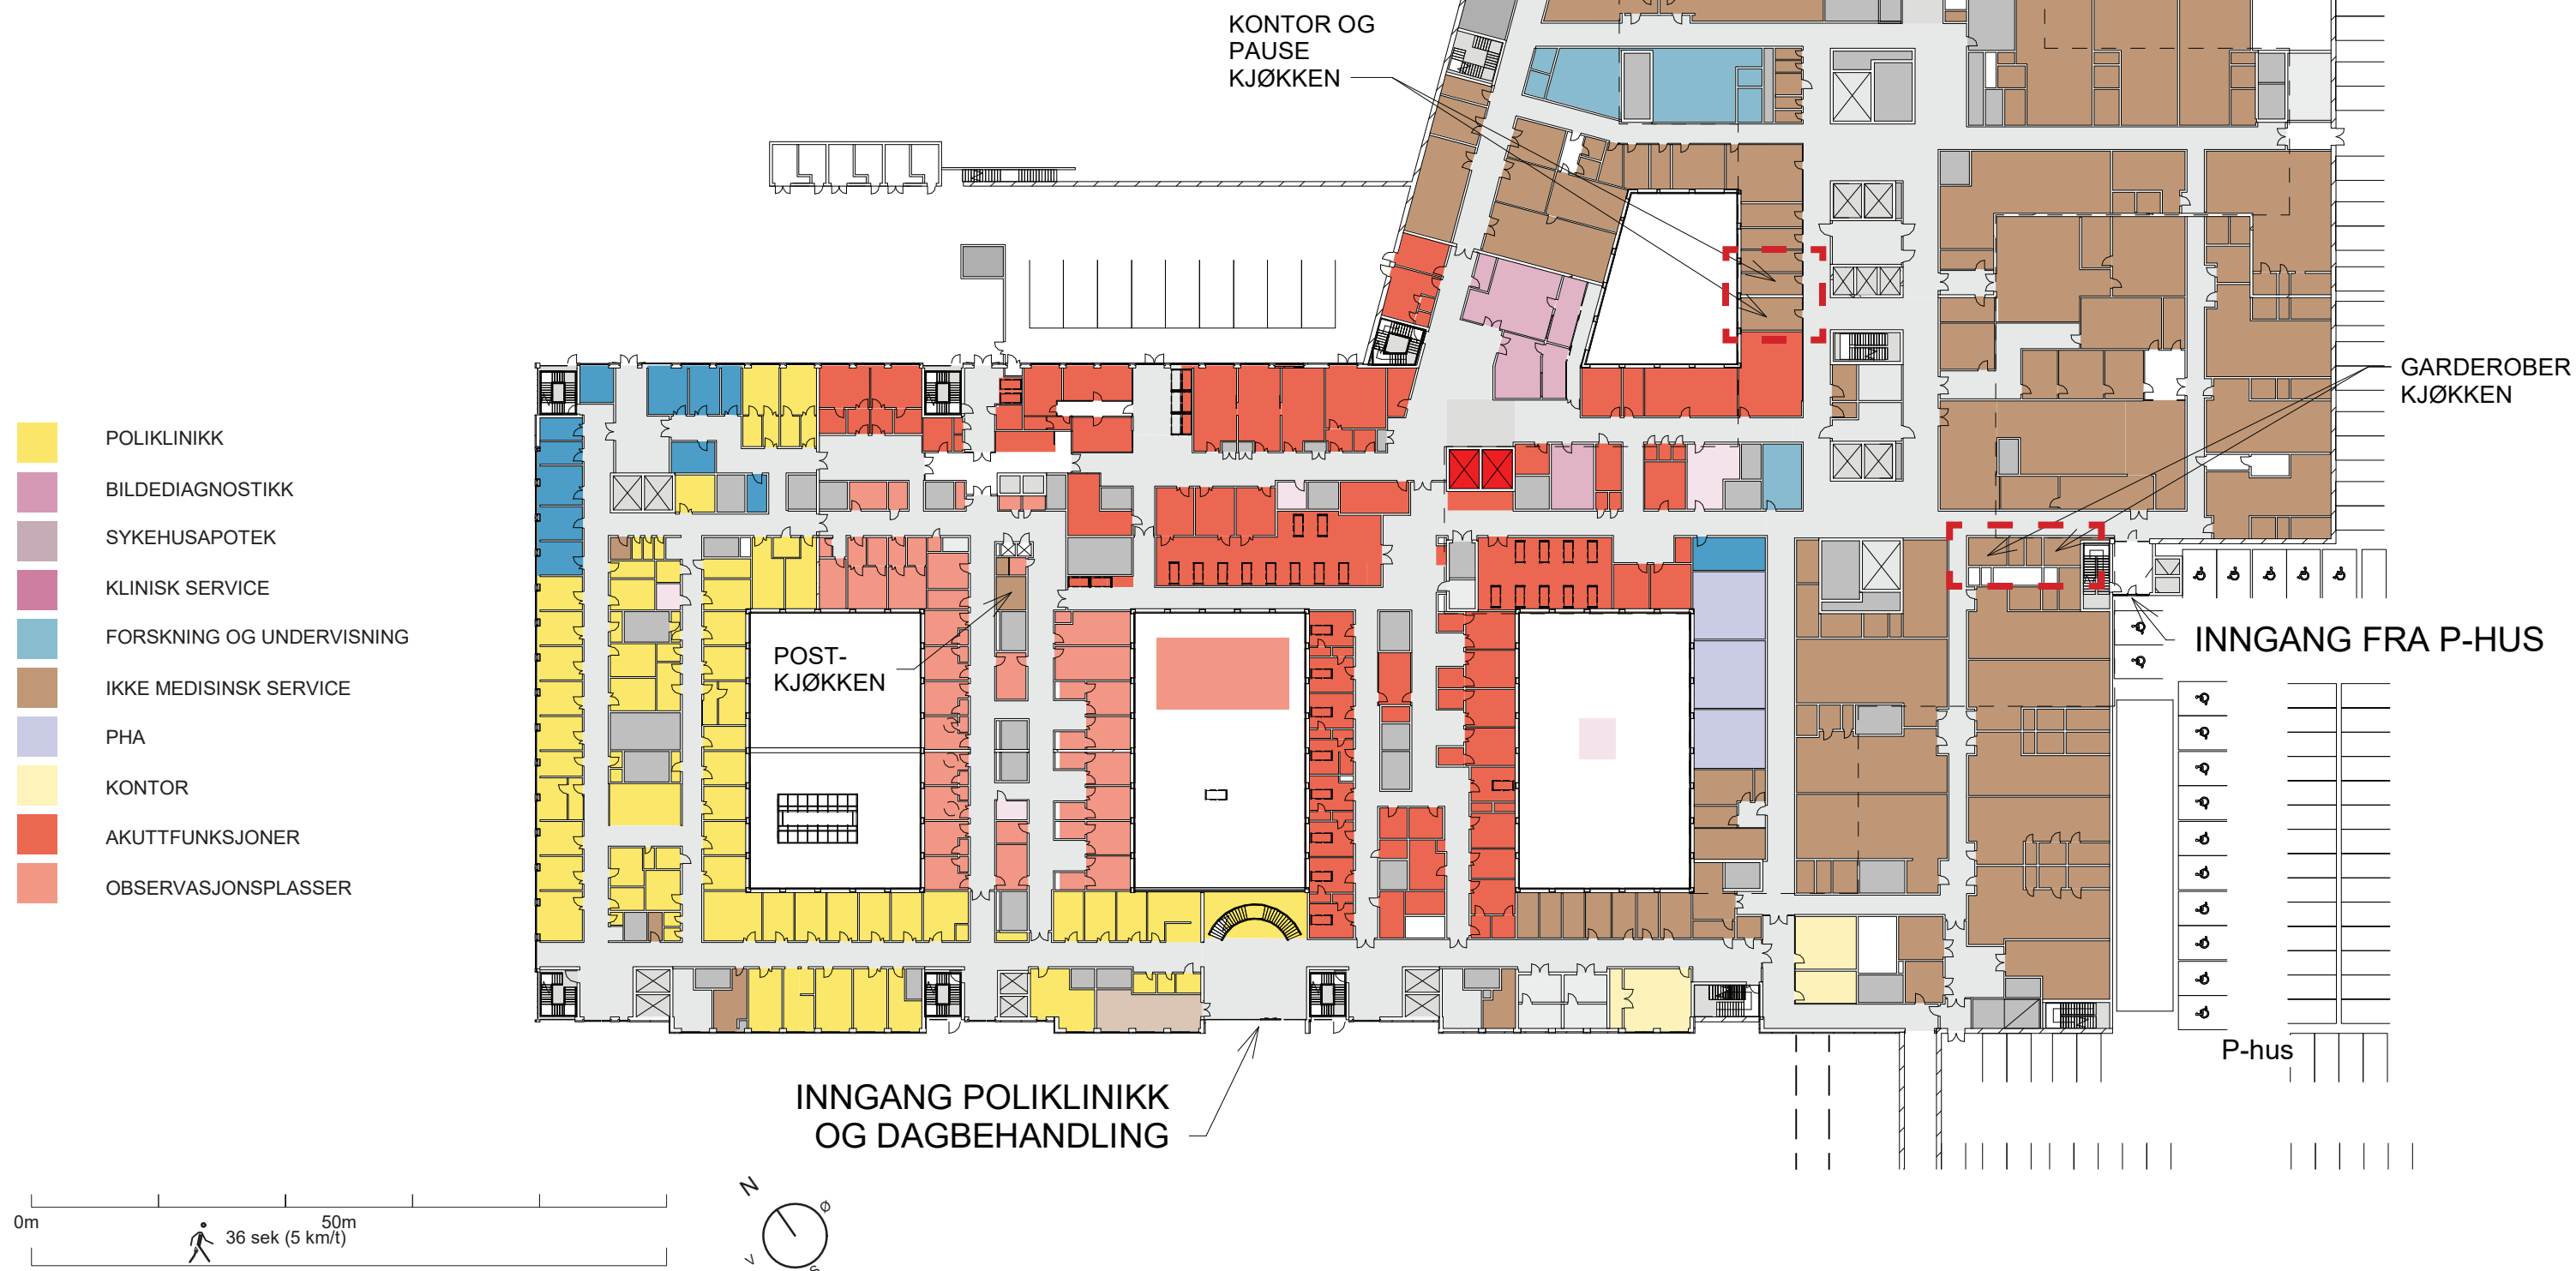 KONTOR OG
PAUSE
KJØKKEN
GARDEROBER
KJØKKEN
POLIKLINIKK
BILDEDIAGNOSTIKK
SYKEHUSAPOTEK
KLINISK SERVICE
FORSKNING OG UNDERVISNING
IKKE MEDISINSK SERVICE
PHA
KONTOR
AKUTTFUNKSJONER
OBSERVASJONSPLASSER
POST-
KJØKKEN
INNGANG FRA P-HUS
P-hus
INNGANG POLIKLINIKK
OG DAGBEHANDLING
0m 50m
36 sek (5 km/t)
N
Ø
V
S